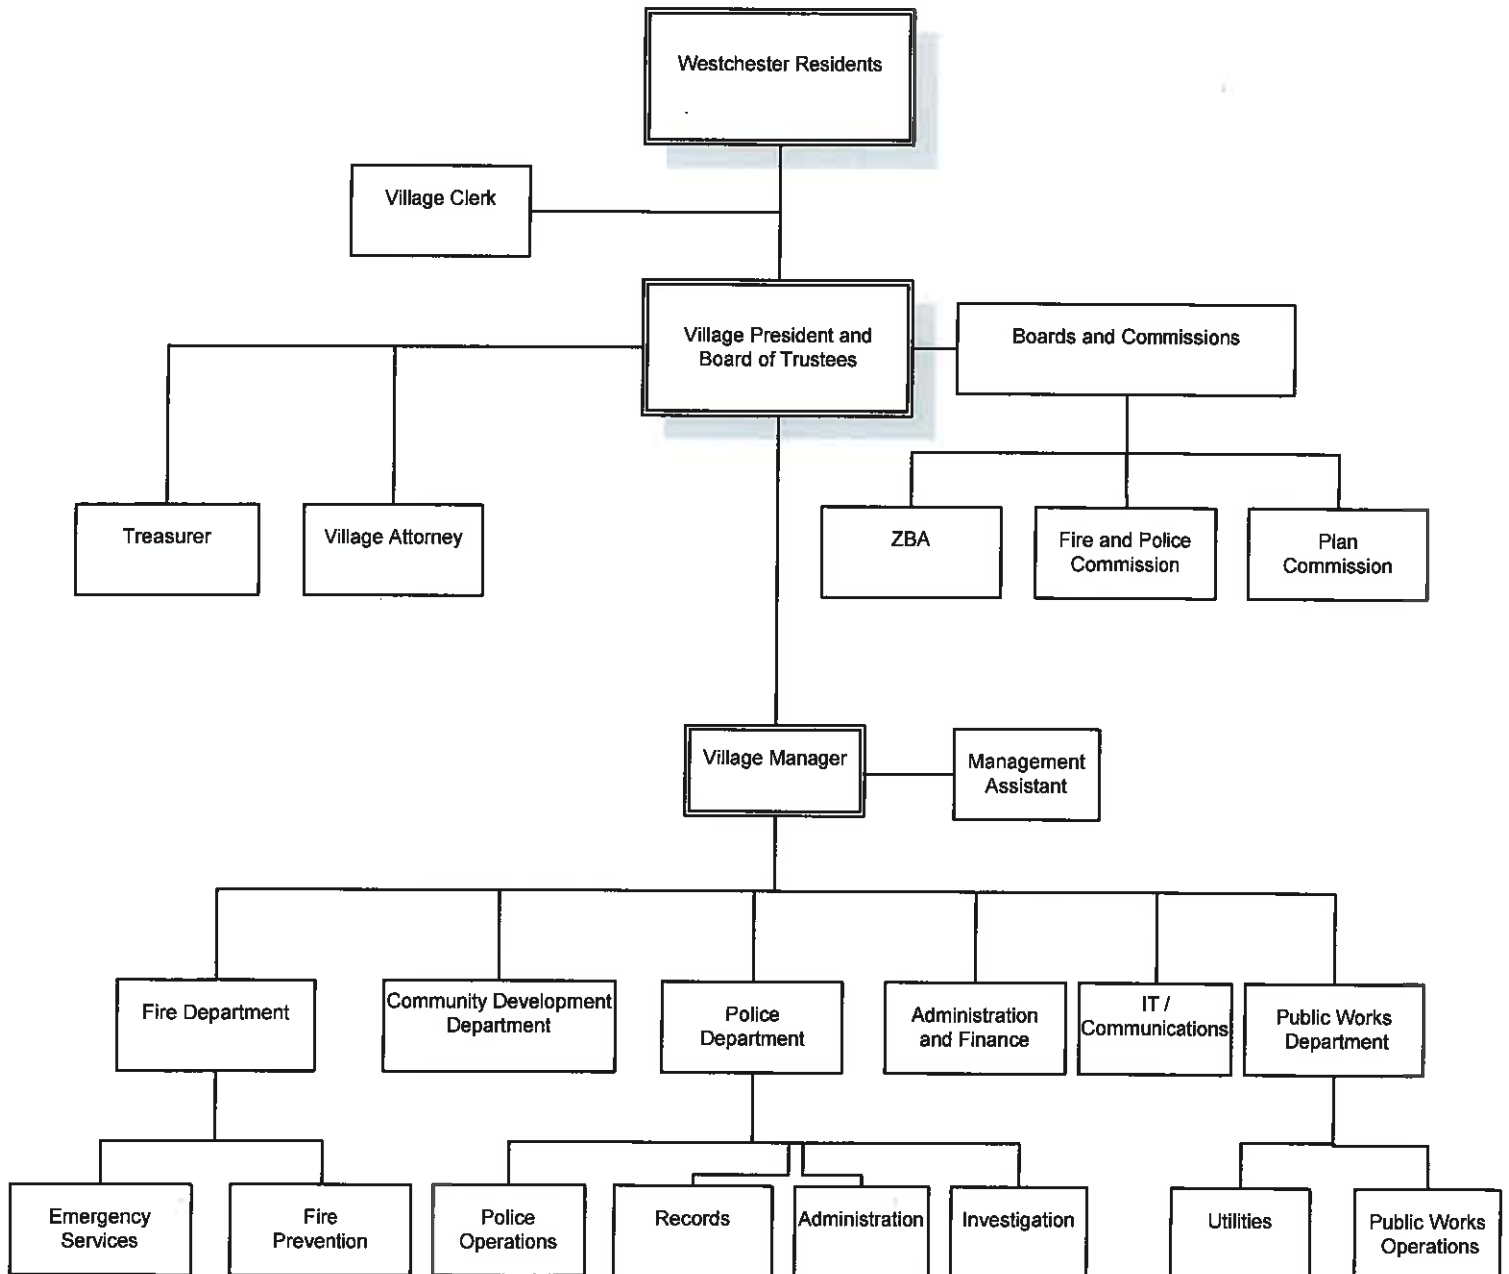 Westchester Residents
Village Clerk
Village President and
Board of Trustees
Boards and Commissions
Treasurer
Village Attorney
ZBA
Fire and Police
Commission
Plan
Commission
Village Manager
Management
Assistant
Fire Department
Community Development
Department
Police
Department
Administration
and Finance
IT /
Communications
Public Works
Department
Emergency
Services
Fire
Prevention
Police
Operations
Records
Administration
Investigation
Utilities
Public Works
Operations